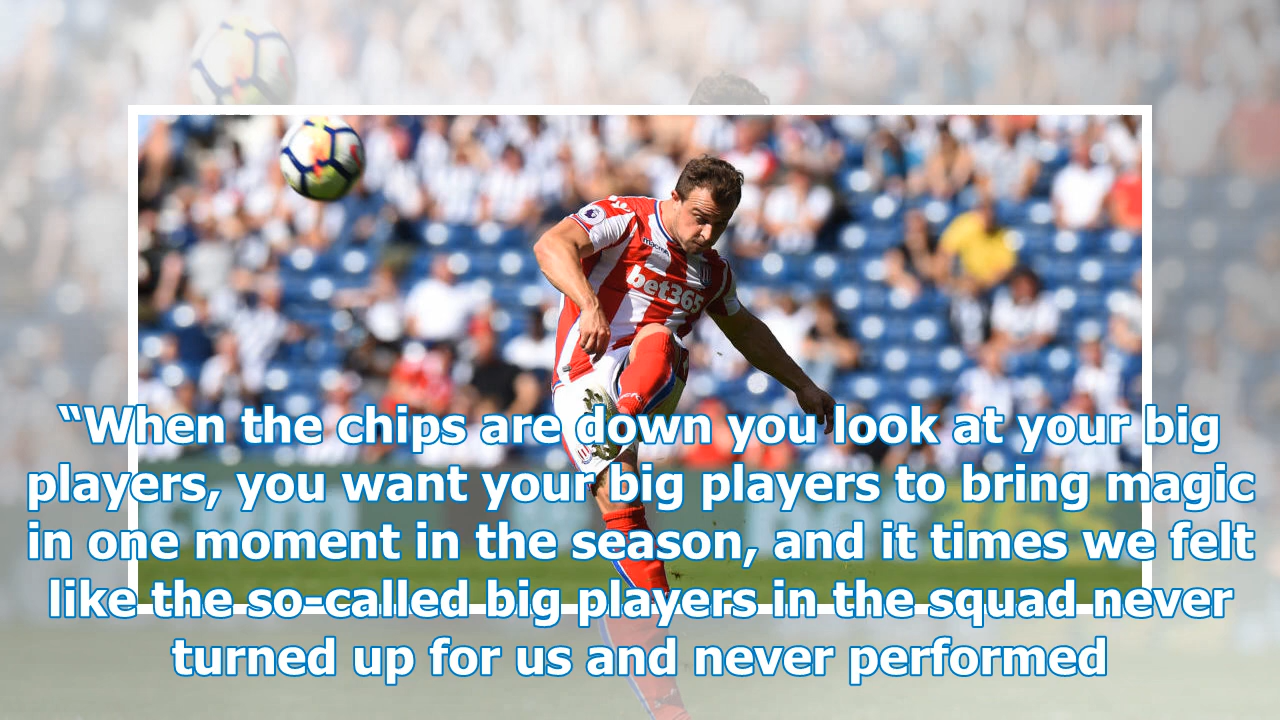 bet365
“When the chips are down you look at your big
players, you want your big players to bring magic
in one moment in the season, and it times we felt
like the so-called big players in the squad never
turned up for us and never performed